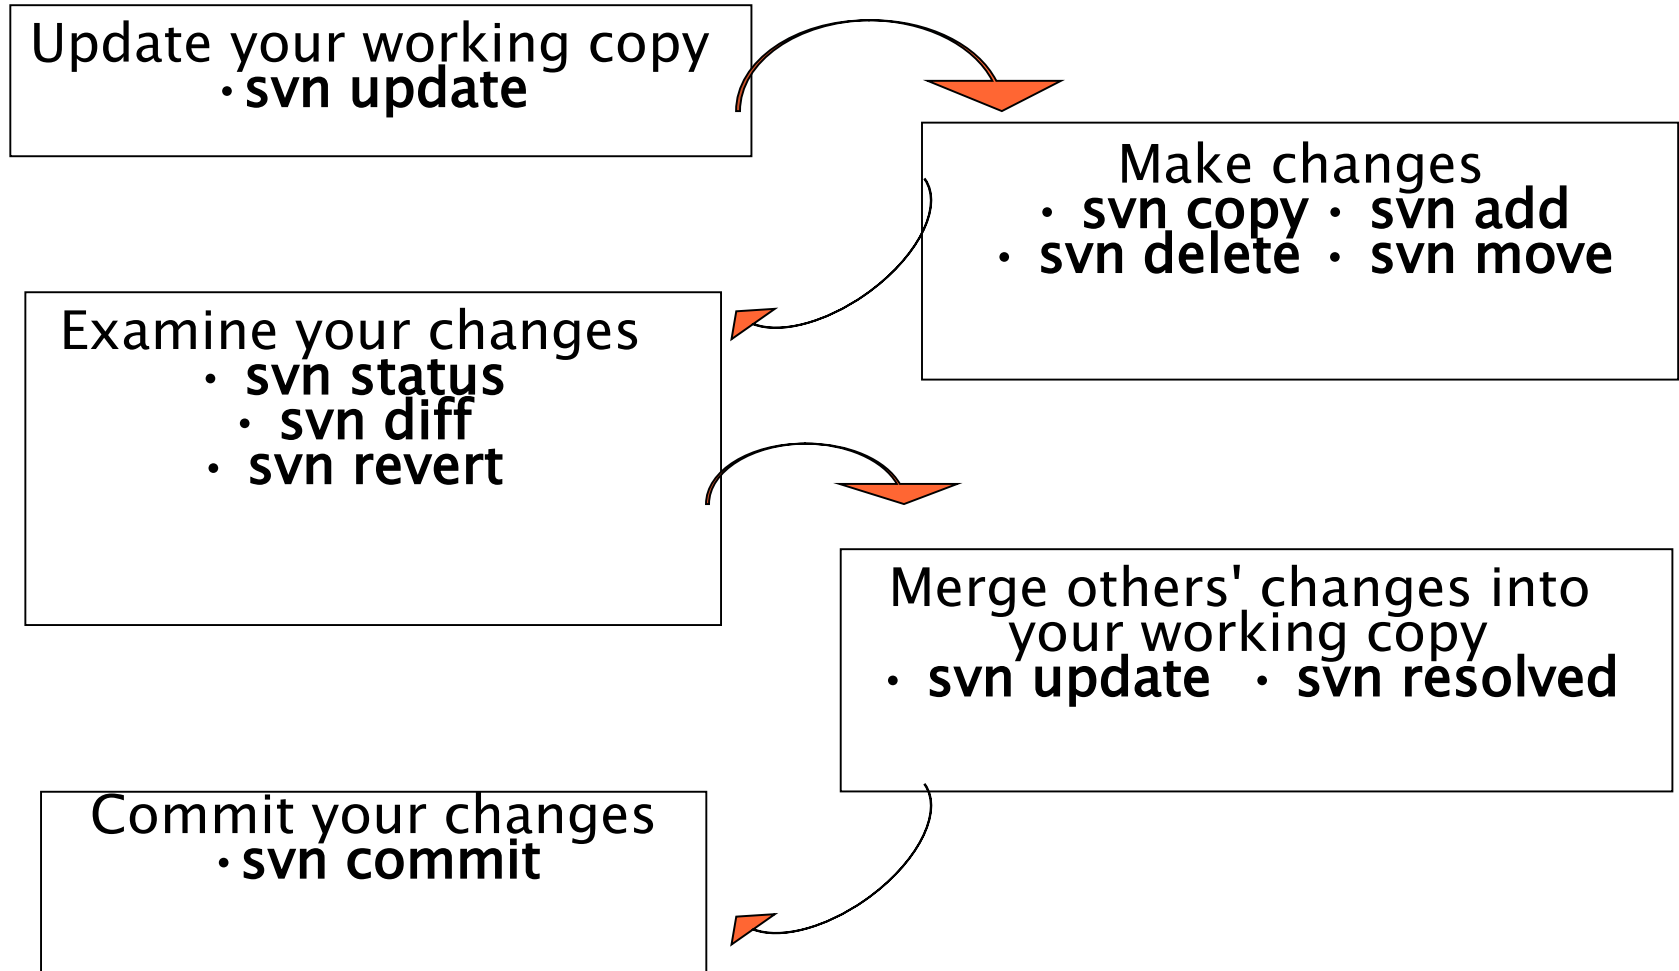 Update your working copy
• svn update
Make changes
• svn copy • svn add
• svn delete • svn move
Examine your changes
• svn status
• svn diff
• svn revert
Merge others' changes into
your working copy
• svn update • svn resolved
Commit your changes
• svn commit